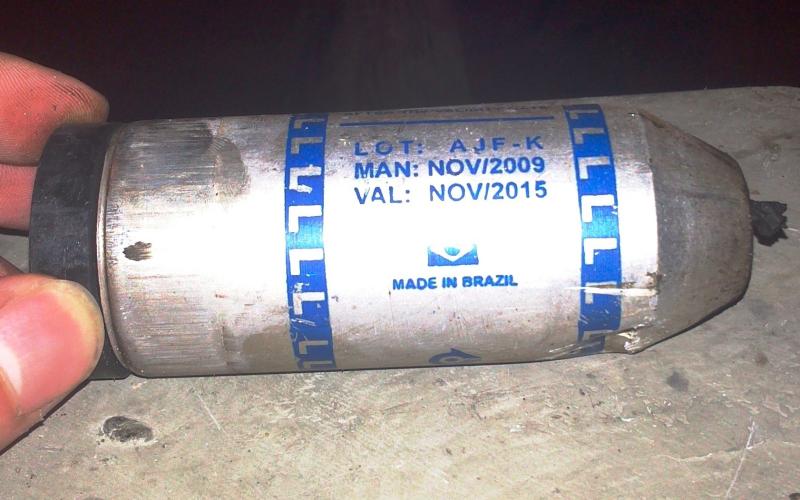 LOT: AJF-K
MAN: NOV/2009
VAL: NOV/2015
MADE IN BRAZIL